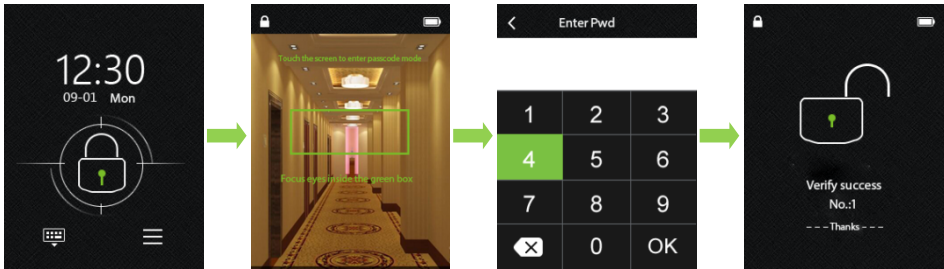 12:30
09-01 Mon
Touch the screen to enter passcode mode
Focus eyes inside the green box.
Enter Pwd
1 2 3
4 5 6
7 8 9
0 OK
Verify success
No.:1
---Thanks---